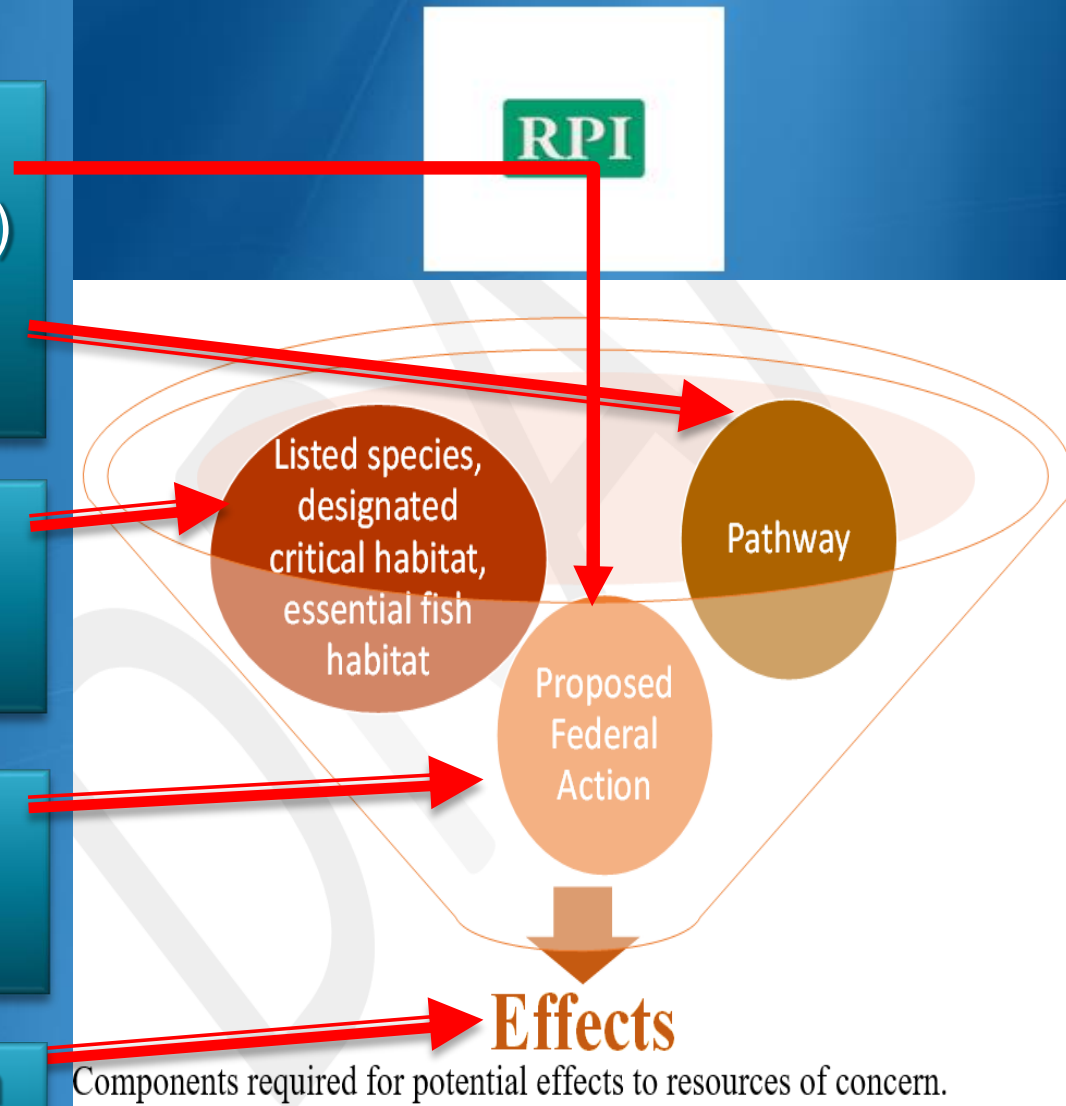 RPI
)
Listed species,
designated
critical habitat,
essential fish
habitat
Pathway
Proposed
Federal
Action
Effects
Components required for potential effects to resources of concern.